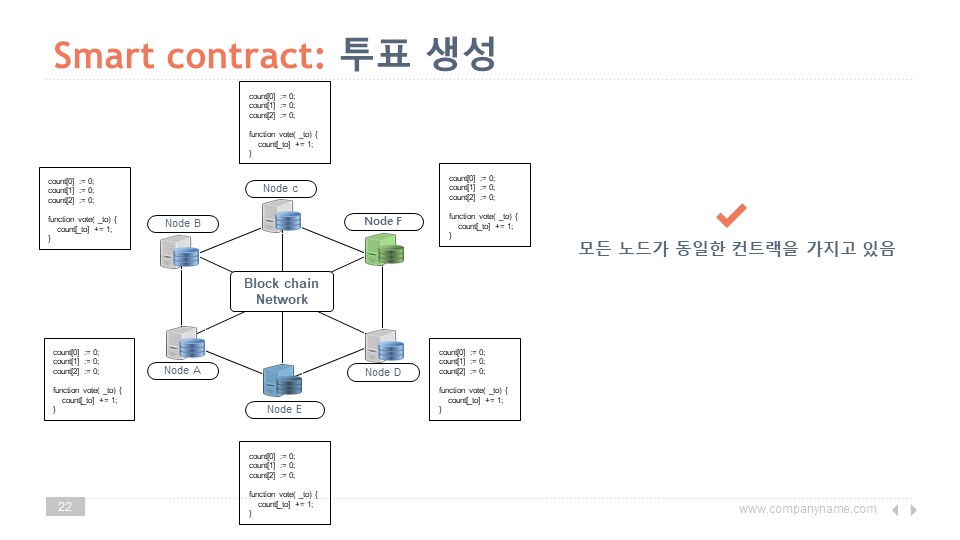 Smart contract: 투표 생성
count[0] := 0;
count[1] := 0;
count[2] := 0;
function vote( _to) {
count[_to] += 1;
}
count[0] := 0;
count[1] := 0;
count[2] := 0;
function vote( _to) {
count[_to] += 1;
}
count[0] := 0;
count[1] := 0;
count[2] := 0;
function vote( _to) {
count[_to] += 1;
}
Node c
Node B
Node F
모든 노드가 동일한 컨트랙을 가지고 있음
Block chain
Network
Node A
Node D
Node E
count[0] := 0;
count[1] := 0;
count[2] := 0;
function vote( _to) {
count[_to] += 1;
}
count[0] := 0;
count[1] := 0;
count[2] := 0;
function vote( _to) {
count[_to] += 1;
}
count[0] := 0;
count[1] := 0;
count[2] := 0;
function vote( _to) {
count[_to] += 1;
}
22
www.companyname.com